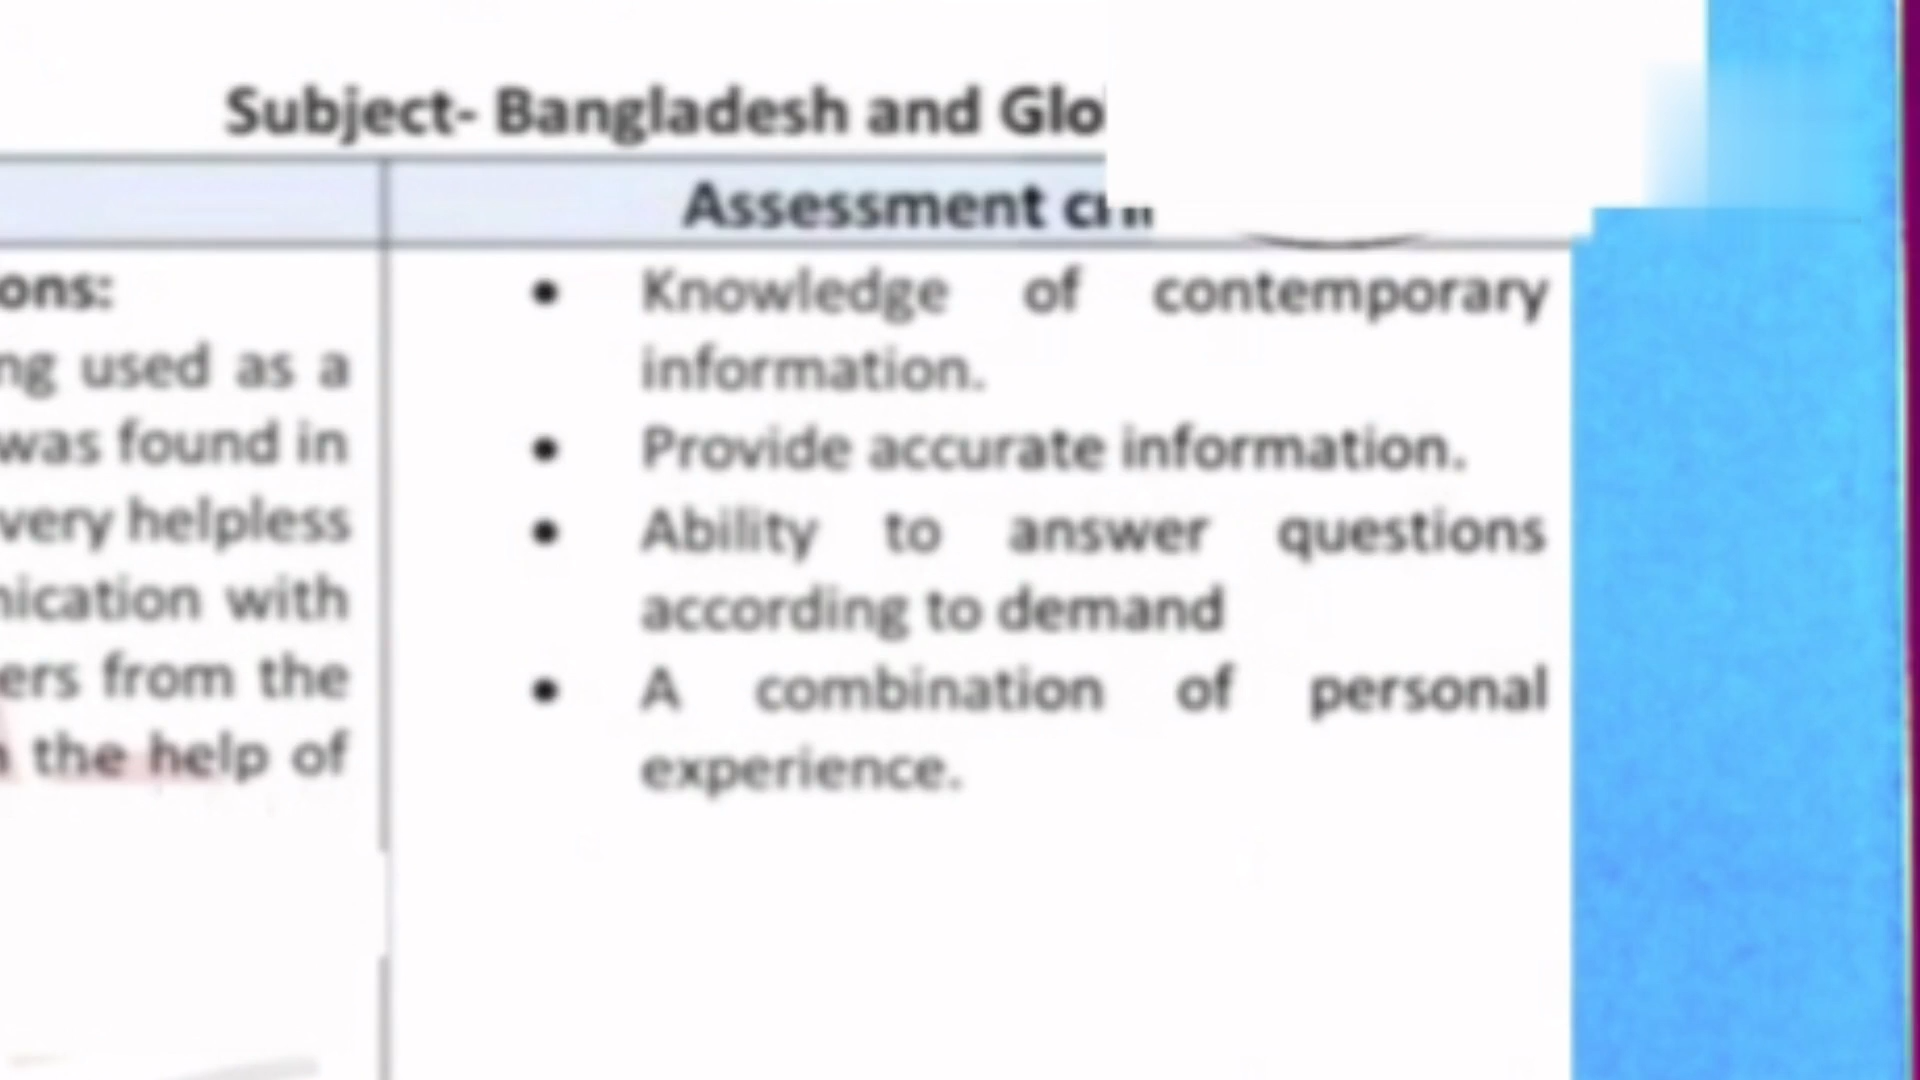 Subject- Bangladesh and Glo
Assessment
ons:
ng used as a
was found in
very helpless
nication with
ers from the
the help of
• Knowledge of contemporary
information.
• Provide accurate information.
• Ability to answer questions
according to demand
• A combination of personal
experience.